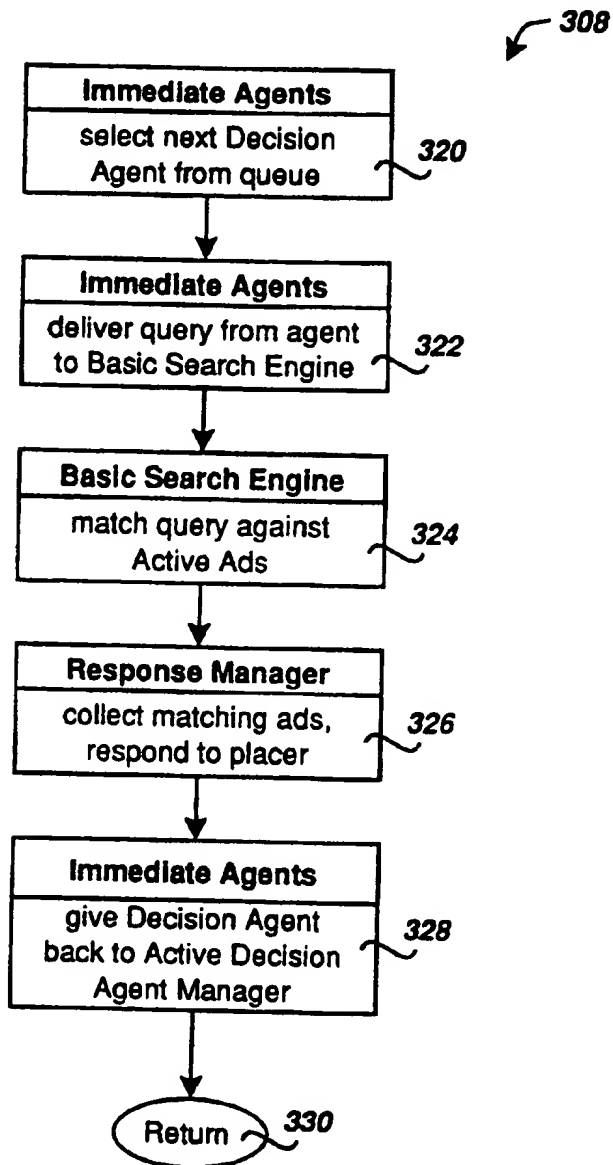 308
Immediate Agents
select next Decision
Agent from queue
320
Immediate Agents
deliver query from agent
to Basic Search Engine
322
Basic Search Engine
match query against
Active Ads
324
Response Manager
collect matching ads,
respond to placer
326
Immediate Agents
give Decision Agent
back to Active Decision
Agent Manager
328
Return
330